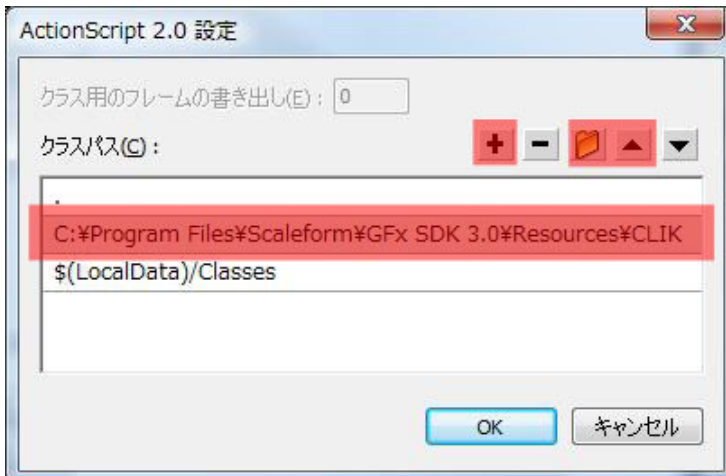 ActionScript 2.0 設定
クラス用のフレームの書き出し(E): 0
クラスパス(C):
.
C:¥Program Files¥Scaleform¥GFx SDK 3.0¥Resources¥CLIK
$(LocalData)/Classes
OK キャンセル